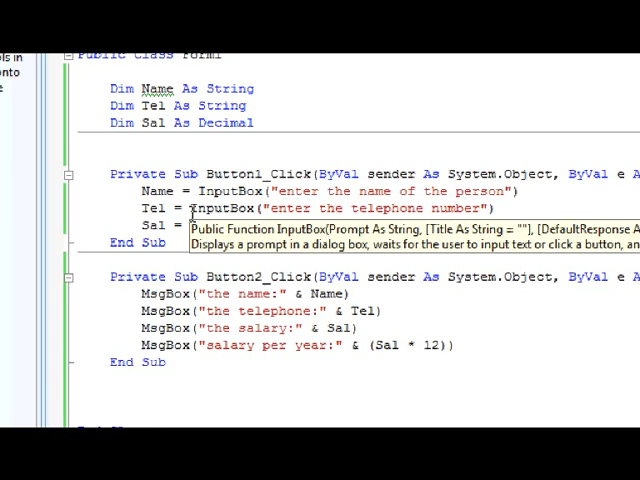 ls in
onto
e
Public Class Form1
Dim Name As String
Dim Tel As String
Dim Sal As Decimal
Private Sub Button1_Click(ByVal sender As System.Object, ByVal e A
Name = InputBox("enter the name of the person")
Tel = InputBox("enter the telephone number")
Sal =
Public Function InputBox(Prompt As String, [Title As String = ""], [DefaultResponse A
Displays a prompt in a dialog box, waits for the user to input text or click a button, an
End Sub
Private Sub Button2_Click(ByVal sender As System.Object, ByVal e A
MsgBox("the name:" & Name)
MsgBox("the telephone:" & Tel)
MsgBox("the salary:" & Sal)
MsgBox("salary per year:" & (Sal * 12))
End Sub